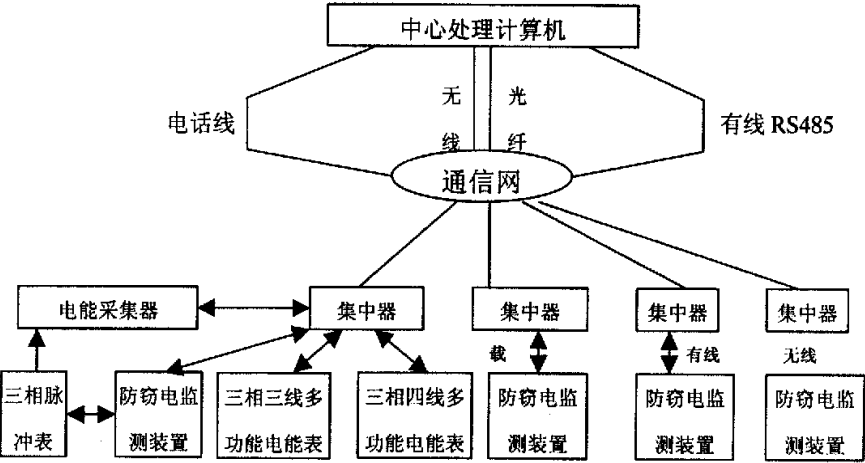 中心处理计算机
电话线
无线
光纤
有线 RS485
通信网
电能采集器
集中器
集中器
集中器
集中器
载
有线
无线
三相脉
冲表
防窃电监
测装置
三相三线多
功能电能表
三相四线多
功能电能表
防窃电监
测装置
防窃电监
测装置
防窃电监
测装置